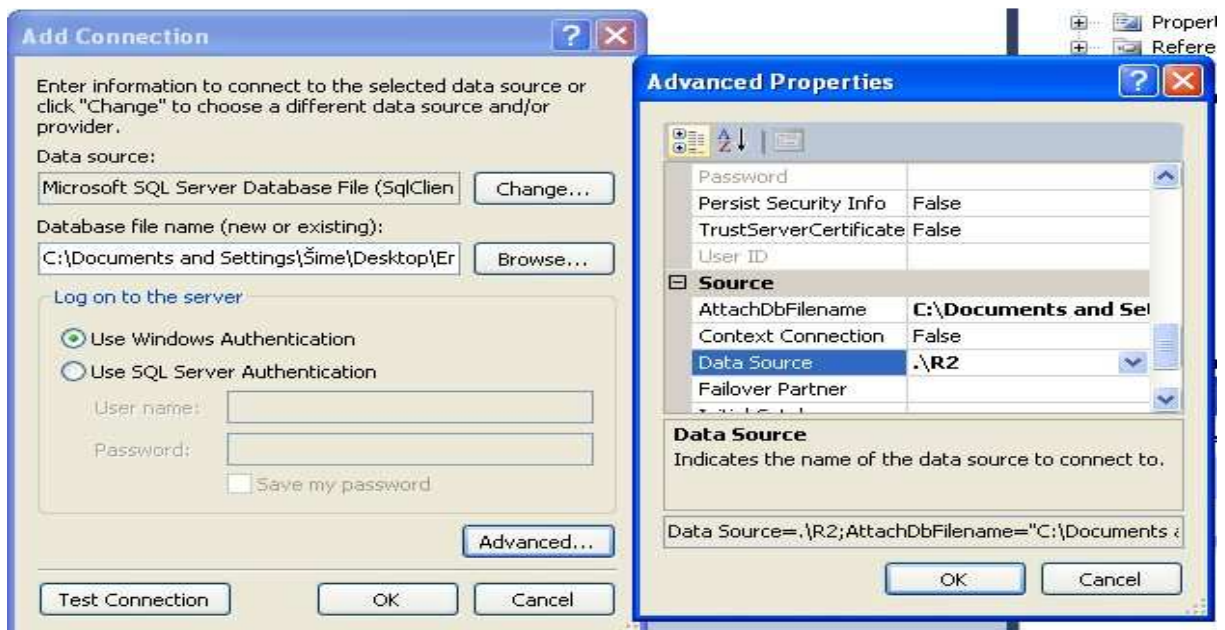 Add Connection
Enter information to connect to the selected data source or
click "Change" to choose a different data source and/or
provider.
Data source:
Microsoft SQL Server Database File (SqlClien
Change...
Database file name (new or existing):
C:\Documents and Settings\Šime\Desktop\Er
Browse...
Log on to the server
Use Windows Authentication
Use SQL Server Authentication
User name:
Password:
Save my password
Advanced...
Test Connection
OK
Cancel
Propert
Refere
Advanced Properties
Password
Persist Security Info False
TrustServerCertificate False
User ID
Source
AttachDbFilename C:\Documents and Set
Context Connection False
Data Source .\R2
Failover Partner
Data Source
Indicates the name of the data source to connect to.
Data Source=.\R2;AttachDbFilename="C:\Documents a
OK
Cancel